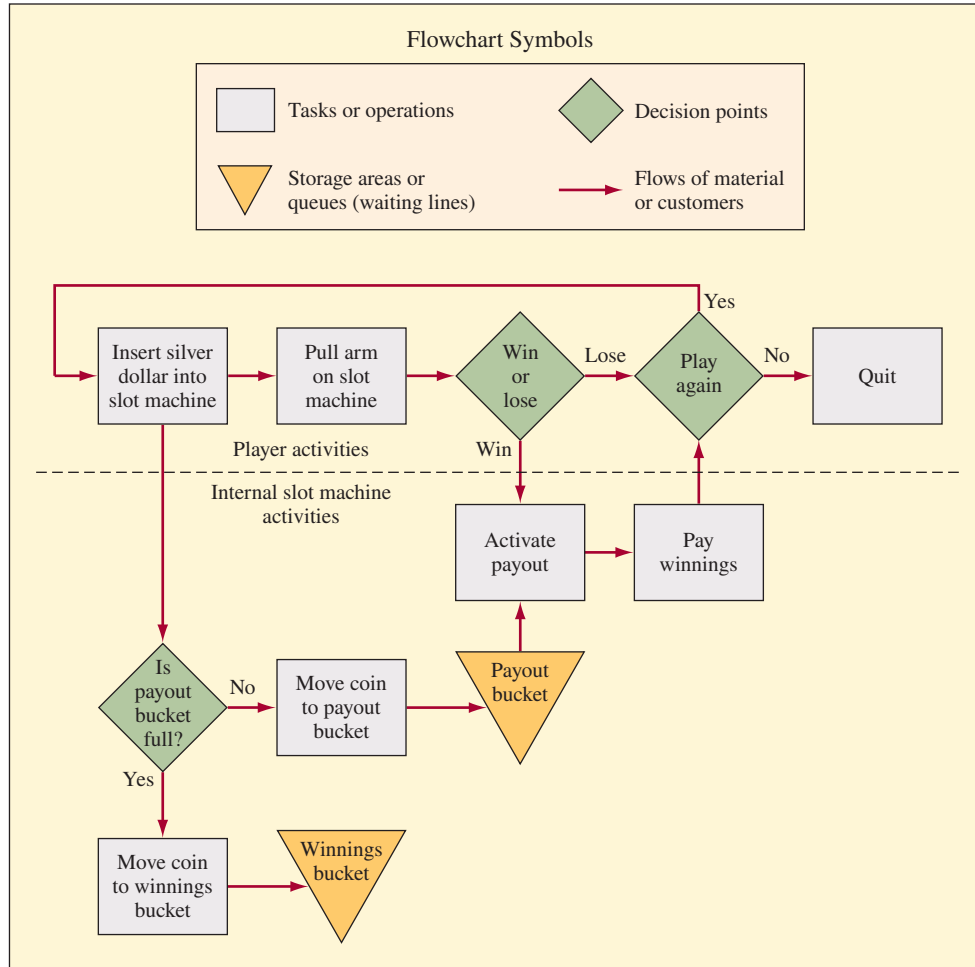 Flowchart Symbols
Tasks or operations
Decision points
Storage areas or
queues (waiting lines)
Flows of material
or customers
Yes
Insert silver
dollar into
slot machine
Pull arm
on slot
machine
Win
or
lose
Lose
Play
again
No
Quit
Player activities
Win
Internal slot machine
activities
Activate
payout
Pay
winnings
Is
payout
bucket
full?
No
Move coin
to payout
bucket
Payout
bucket
Yes
Move coin
to winnings
bucket
Winnings
bucket